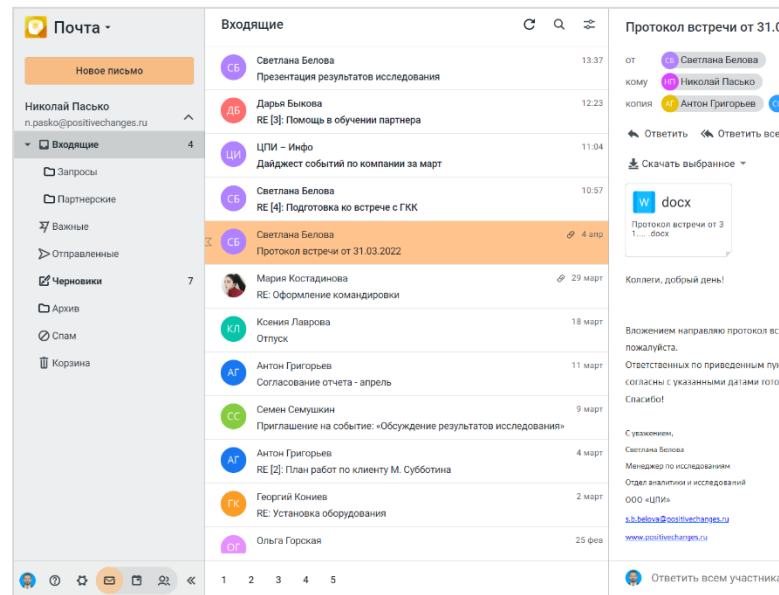 Почта
Новое письмо
Николай Пасько
n.pasko@positivechanges.ru
Входящие 4
Запросы
Партнерские
Важные
Отправленные
Черновики 7
Архив
Спам
Корзина
Входящие
СБ Светлана Белова 13:37
Презентация результатов исследования
ДБ Дарья Быкова 12:23
RE [3]: Помощь в обучении партнера
ЦИ ЦПИ – Инфо 11:04
Дайджест событий по компании за март
СБ Светлана Белова 10:57
RE [4]: Подготовка ко встрече с ГКК
СБ Светлана Белова 4 апр
Протокол встречи от 31.03.2022
Мария Костадинова 29 март
RE: Оформление командировки
КЛ Ксения Лаврова 18 март
Отпуск
АГ Антон Григорьев 11 март
Согласование отчета - апрель
СС Семен Семушкин 9 март
Приглашение на событие: «Обсуждение результатов исследования»
АГ Антон Григорьев 4 март
RE [2]: План работ по клиенту М. Субботина
ГК Георгий Кониев 2 март
RE: Установка оборудования
ОГ Ольга Горская 25 фев
1 2 3 4 5
Протокол встречи от 31.0
от СБ Светлана Белова
кому НП Николай Пасько
копия АГ Антон Григорьев
Ответить Ответить все
Скачать выбранное
W docx
Протокол встречи от 3
1.... .docx
Коллеги, добрый день!
Вложением направляю протокол вс
пожалуйста.
Ответственных по приведенным пун
согласны с указанными датами гото
Спасибо!
С уважением,
Светлана Белова
Менеджер по исследованиям
Отдел аналитики и исследований
ООО «ЦПИ»
s.b.belova@positivechanges.ru
www.positivechanges.ru
Ответить всем участника